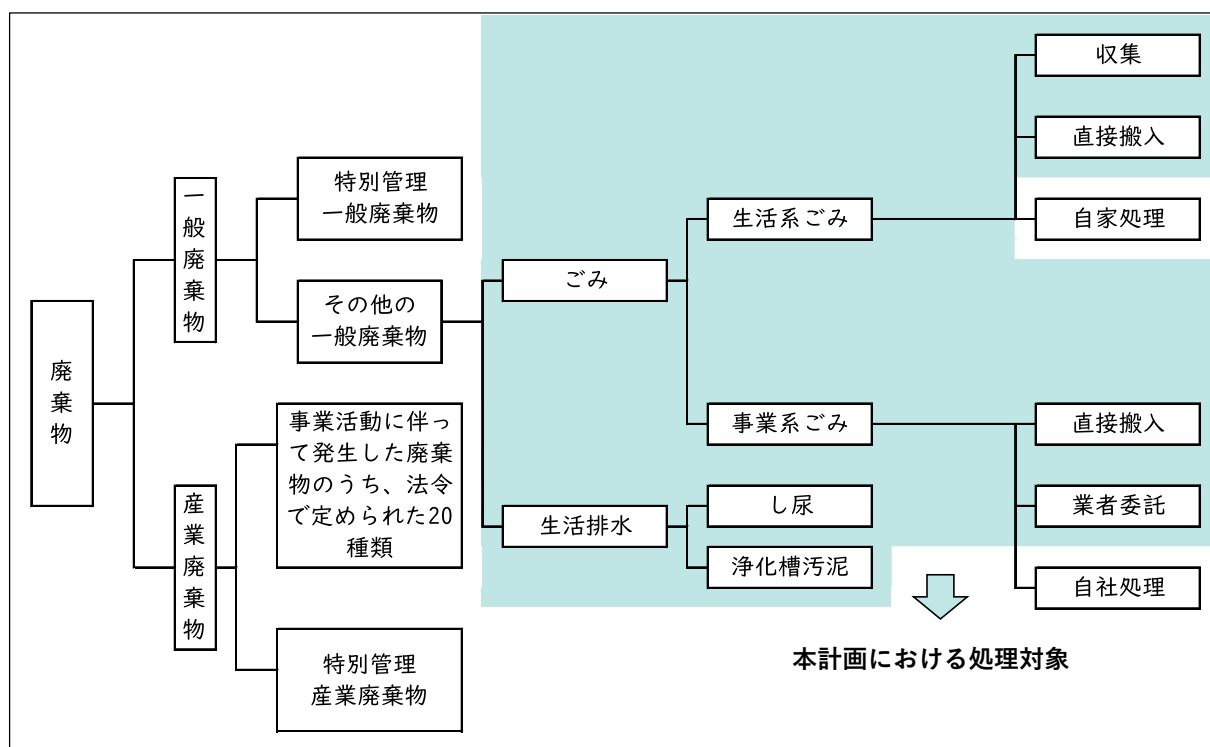 廃棄物
一般廃棄物
特別管理
一般廃棄物
その他の
一般廃棄物
ごみ
生活系ごみ
収集
直接搬入
自家処理
事業系ごみ
直接搬入
業者委託
自社処理
生活排水
し尿
浄化槽汚泥
産業廃棄物
事業活動に伴っ
て発生した廃棄
物のうち、法令
で定められた20
種類
特別管理
産業廃棄物
本計画における処理対象